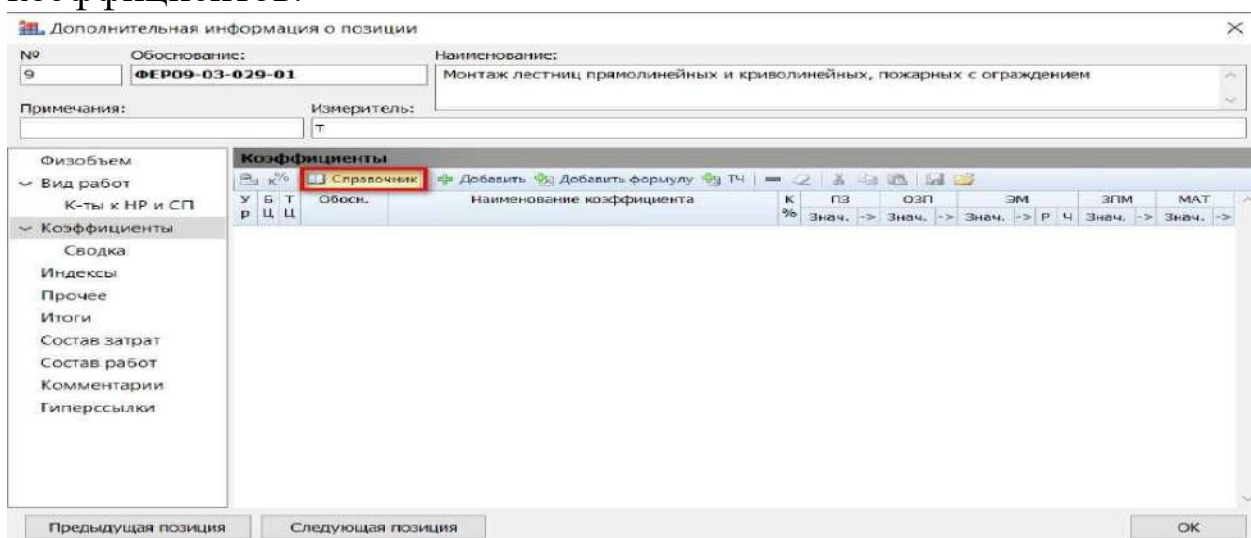 коэффициентов.
Дополнительная информация о позиции
№ Обоснование: Наименование:
9 ФЕР09-03-029-01 Монтаж лестниц прямолинейных и криволинейных, пожарных с ограждением
Примечания: Измеритель:
т
Физобъем
Вид работ
К-ты к НР и СП
Коэффициенты
Сводка
Индексы
Прочее
Итоги
Состав затрат
Состав работ
Комментарии
Гиперссылки
Коэффициенты
К% Справочник Добавить Добавить формулу ТЧ
У Б Т Обосн. Наименование коэффициента К ПЗ ОЗП ЭМ ЗПМ МАТ
р Ц Ц % Знач. -> Знач. -> Знач. -> Р Ч Знач. -> Знач. ->
Предыдущая позиция Следующая позиция ОК